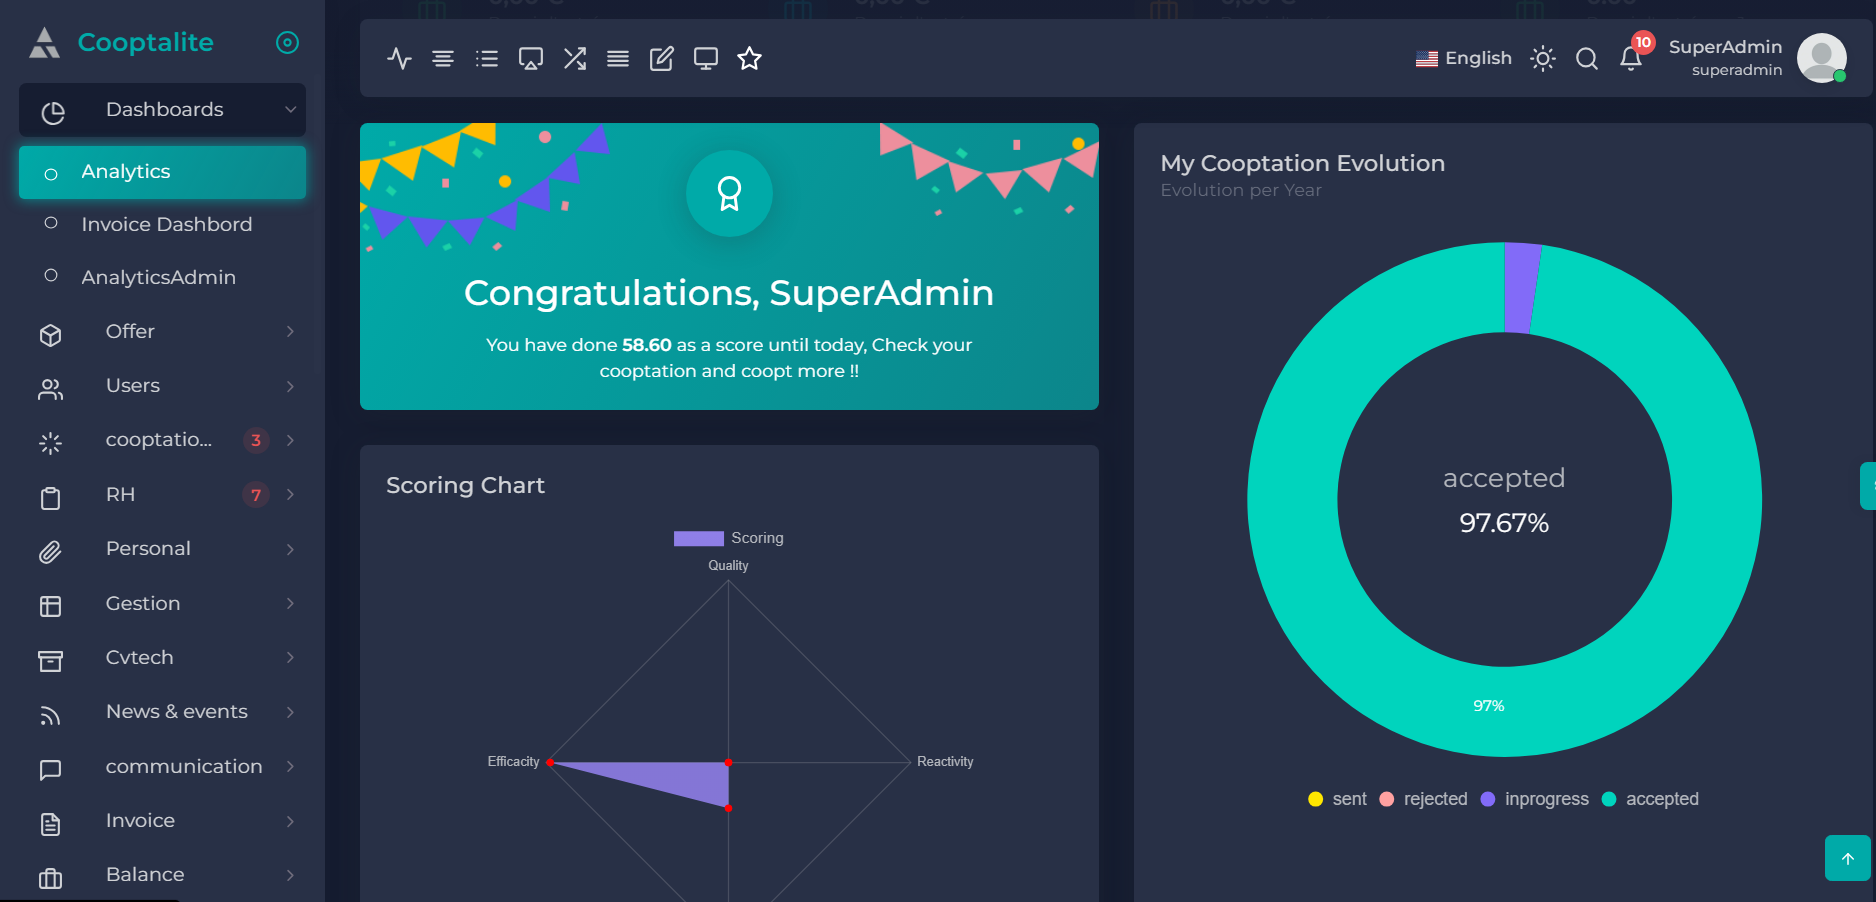 Cooptalite
Dashboards
Analytics
Invoice Dashbord
AnalyticsAdmin
Offer
Users
cooptatio...
3
RH
7
Personal
Gestion
Cvtech
News & events
communication
Invoice
Balance
English
10
SuperAdmin
superadmin
Congratulations, SuperAdmin
You have done 58.60 as a score until today, Check your
cooptation and coopt more !!
Scoring Chart
Scoring
Quality
Efficacity
Reactivity
My Cooptation Evolution
Evolution per Year
accepted
97.67%
97%
sent
rejected
inprogress
accepted